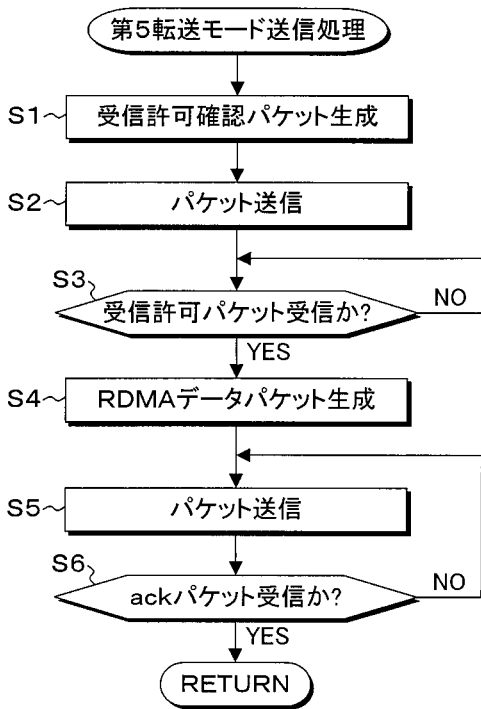 第5転送モード送信処理
S1
受信許可確認パケット生成
S2
パケット送信
S3
受信許可パケット受信か?
NO
YES
S4
RDMAデータパケット生成
S5
パケット送信
S6
ackパケット受信か?
NO
YES
RETURN